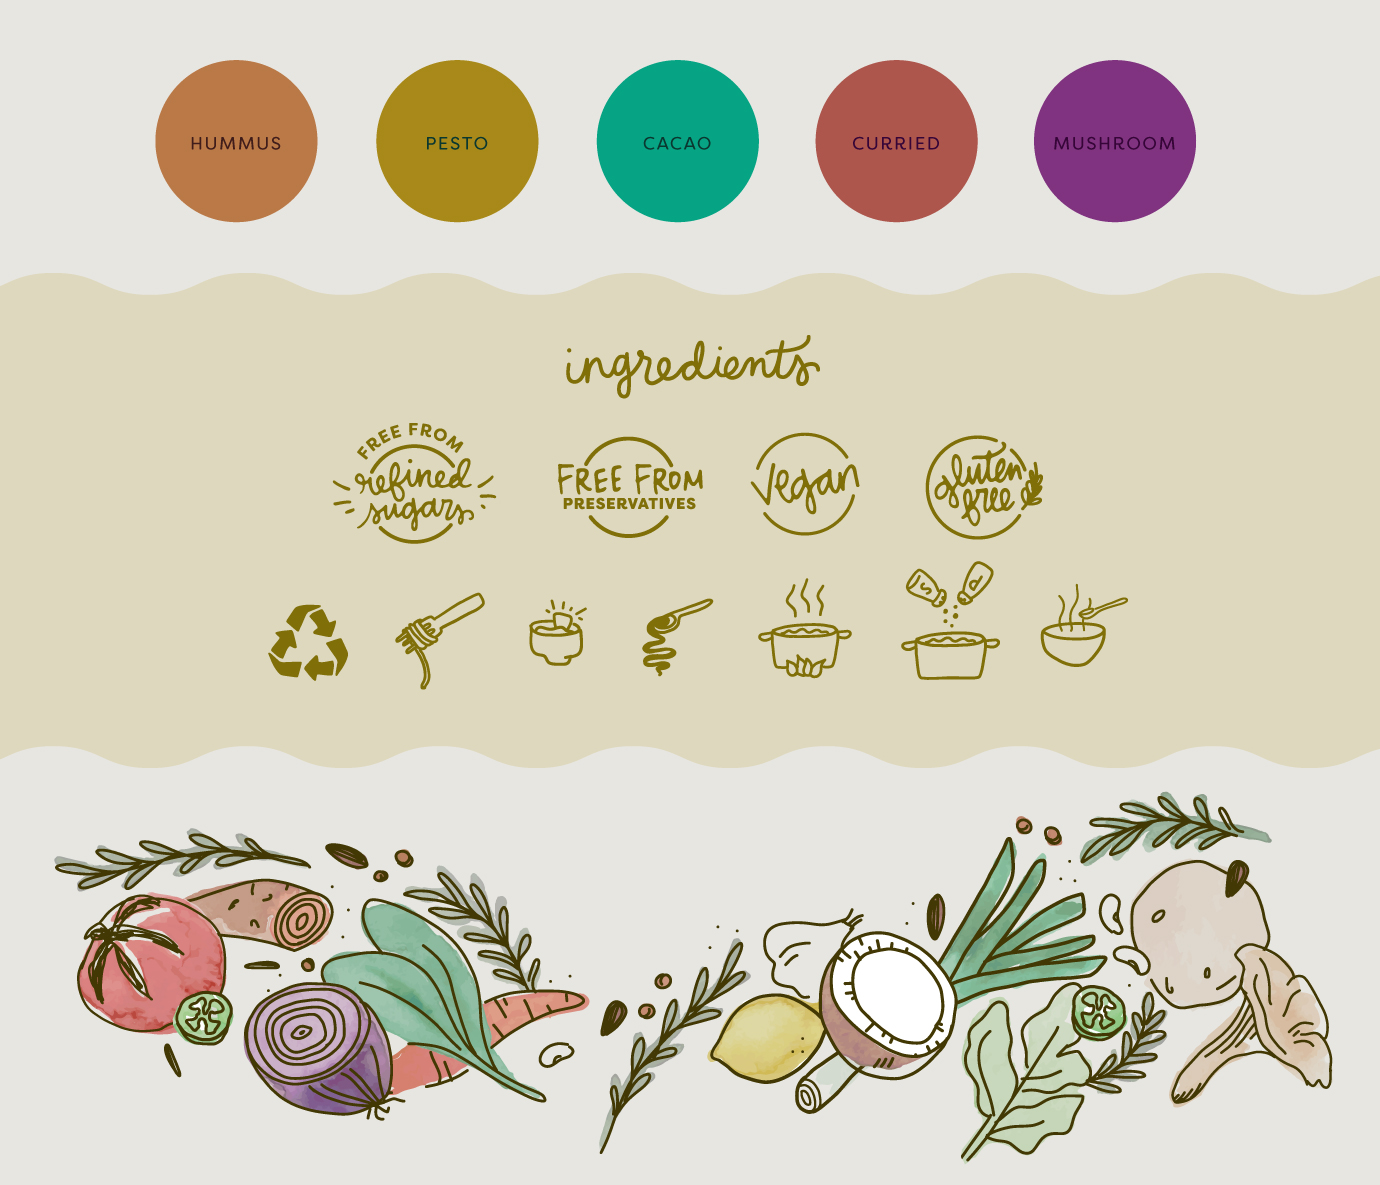 HUMMUS
PESTO
CACAO
CURRIED
MUSHROOM
ingredients
FREE FROM
refined
sugars
FREE FROM
PRESERVATIVES
vegan
gluten
free
S
P